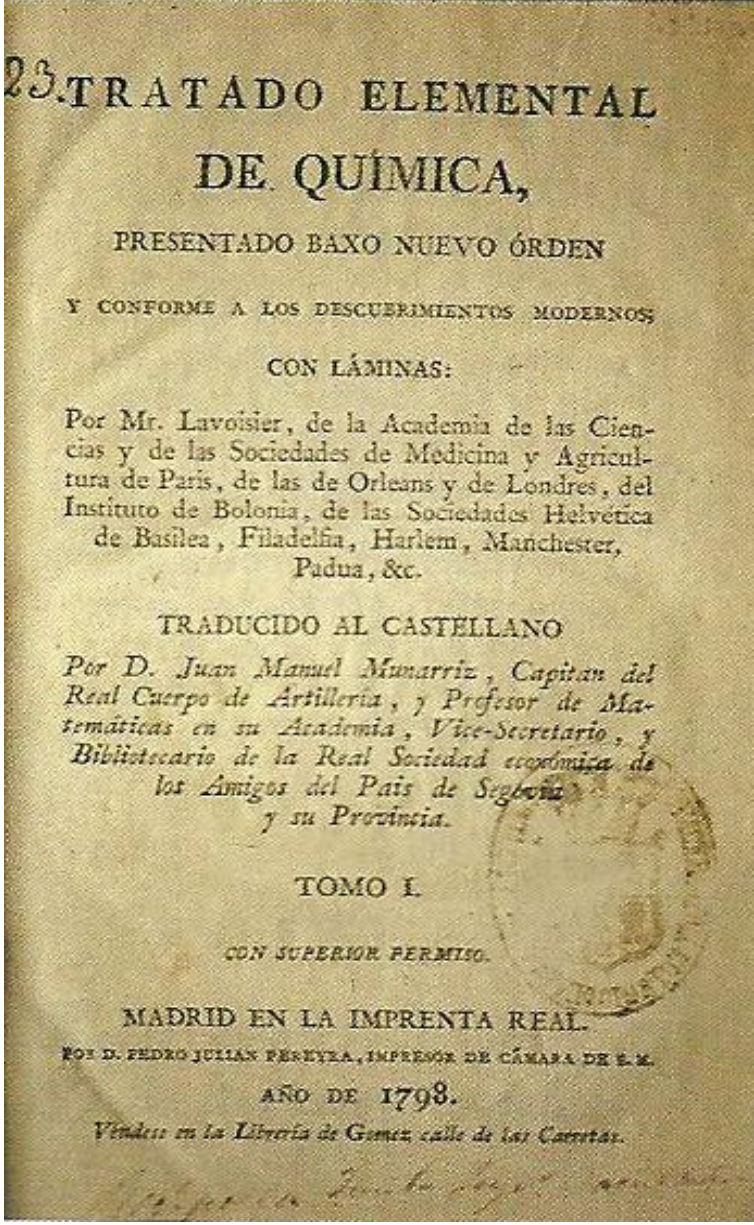 23.
TRATADO ELEMENTAL
DE QUÍMICA,
PRESENTADO BAXO NUEVO ÓRDEN
Y CONFORME A LOS DESCUBRIMIENTOS MODERNOS;
CON LÁMINAS:
Por Mr. Lavoisier, de la Academia de las Cien-
cias y de las Sociedades de Medicina y Agricul-
tura de Paris, de las de Orleans y de Londres, del
Instituto de Bolonia, de las Sociedades Helvética
de Basilea, Filadelfia, Harlem, Manchester,
Padua, &c.
TRADUCIDO AL CASTELLANO
Por D. Juan Manuel Munarriz, Capitan del
Real Cuerpo de Artillería, y Profesor de Ma-
temáticas en su Academia, Vice-Secretario, y
Bibliotecario de la Real Sociedad económica de
los Amigos del Pais de Segovia
y su Provincia.
TOMO I.
CON SUPERIOR PERMISO.
MADRID EN LA IMPRENTA REAL.
POR D. PEDRO JULIAN PEREYRA, IMPRESOR DE CÁMARA DE S. M.
AÑO DE 1798.
Véndese en la Librería de Gomez calle de las Carretas.